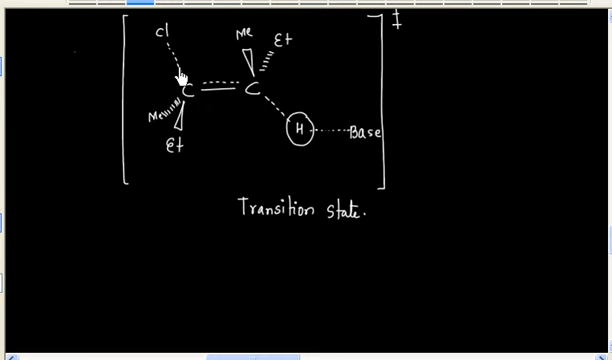 Cl
Me Et
C C
Me
Et
H Base
Transition state.
‡